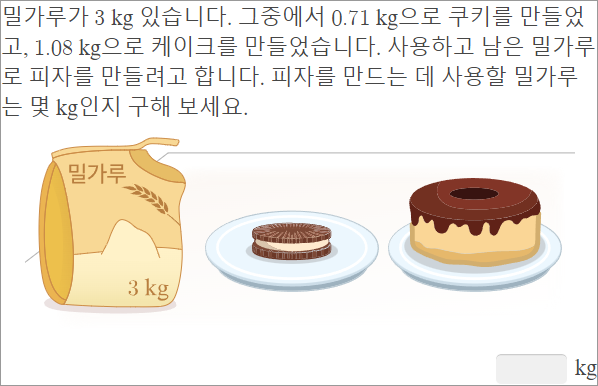 밀가루가 3 kg 있습니다. 그중에서 0.71 kg으로 쿠키를 만들었
고, 1.08 kg으로 케이크를 만들었습니다. 사용하고 남은 밀가루
로 피자를 만들려고 합니다. 피자를 만드는 데 사용할 밀가루
는 몇 kg인지 구해 보세요.
밀가루
3 kg
kg